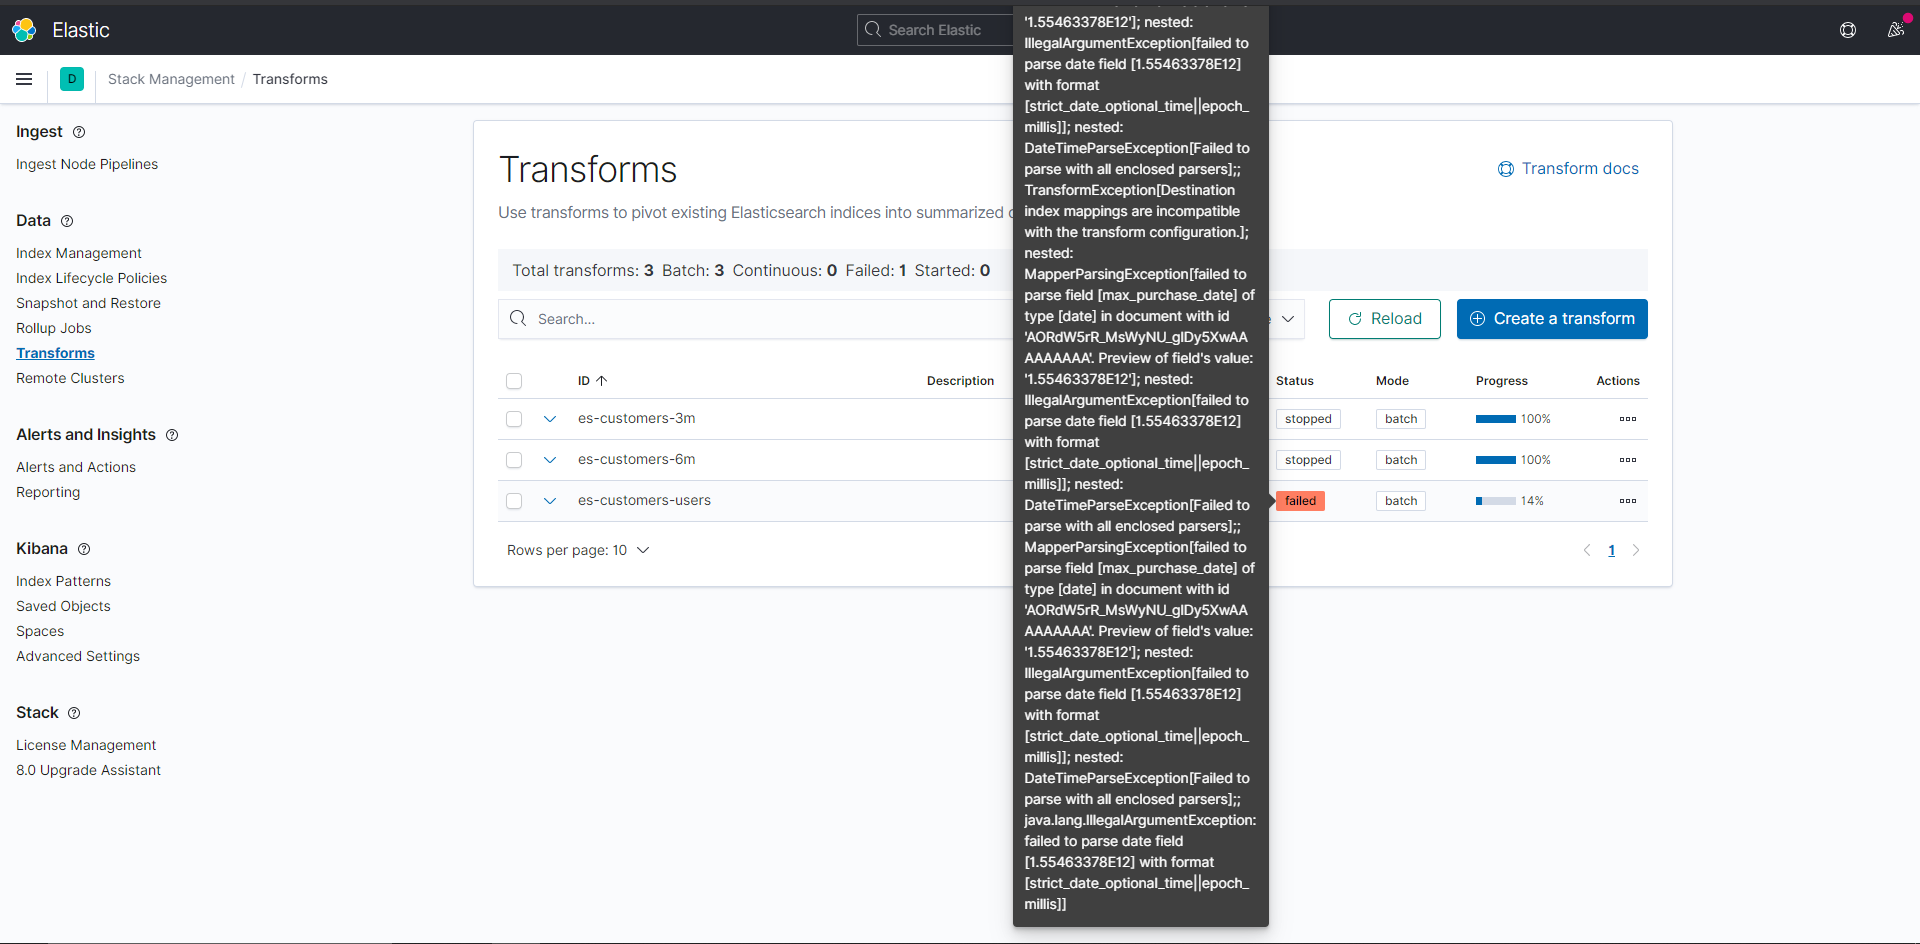 Elastic
Search Elastic
D
Stack Management / Transforms
Ingest
Ingest Node Pipelines
Data
Index Management
Index Lifecycle Policies
Snapshot and Restore
Rollup Jobs
Transforms
Remote Clusters
Alerts and Insights
Alerts and Actions
Reporting
Kibana
Index Patterns
Saved Objects
Spaces
Advanced Settings
Stack
License Management
8.0 Upgrade Assistant
Transforms
Transform docs
Use transforms to pivot existing Elasticsearch indices into summarized
Total transforms: 3 Batch: 3 Continuous: 0 Failed: 1 Started: 0
Search...
Reload
Create a transform
ID Description Status Mode Progress Actions
es-customers-3m stopped batch 100%
es-customers-6m stopped batch 100%
es-customers-users failed batch 14%
Rows per page: 10
1
'1.55463378E12']; nested:
IllegalArgumentException[failed to
parse date field [1.55463378E12]
with format
[strict_date_optional_time||epoch_
millis]]; nested:
DateTimeParseException[Failed to
parse with all enclosed parsers];;
TransformException[Destination
index mappings are incompatible
with the transform configuration.];
nested:
MapperParsingException[failed to
parse field [max_purchase_date] of
type [date] in document with id
'AORdW5rR_MsWyNU_glDy5XwAA
AAAAAAA'. Preview of field's value:
'1.55463378E12']; nested:
IllegalArgumentException[failed to
parse date field [1.55463378E12]
with format
[strict_date_optional_time||epoch_
millis]]; nested:
DateTimeParseException[Failed to
parse with all enclosed parsers];;
MapperParsingException[failed to
parse field [max_purchase_date] of
type [date] in document with id
'AORdW5rR_MsWyNU_glDy5XwAA
AAAAAAA'. Preview of field's value:
'1.55463378E12']; nested:
IllegalArgumentException[failed to
parse date field [1.55463378E12]
with format
[strict_date_optional_time||epoch_
millis]]; nested:
DateTimeParseException[Failed to
parse with all enclosed parsers];;
java.lang.IllegalArgumentException:
failed to parse date field
[1.55463378E12] with format
[strict_date_optional_time||epoch_
millis]]